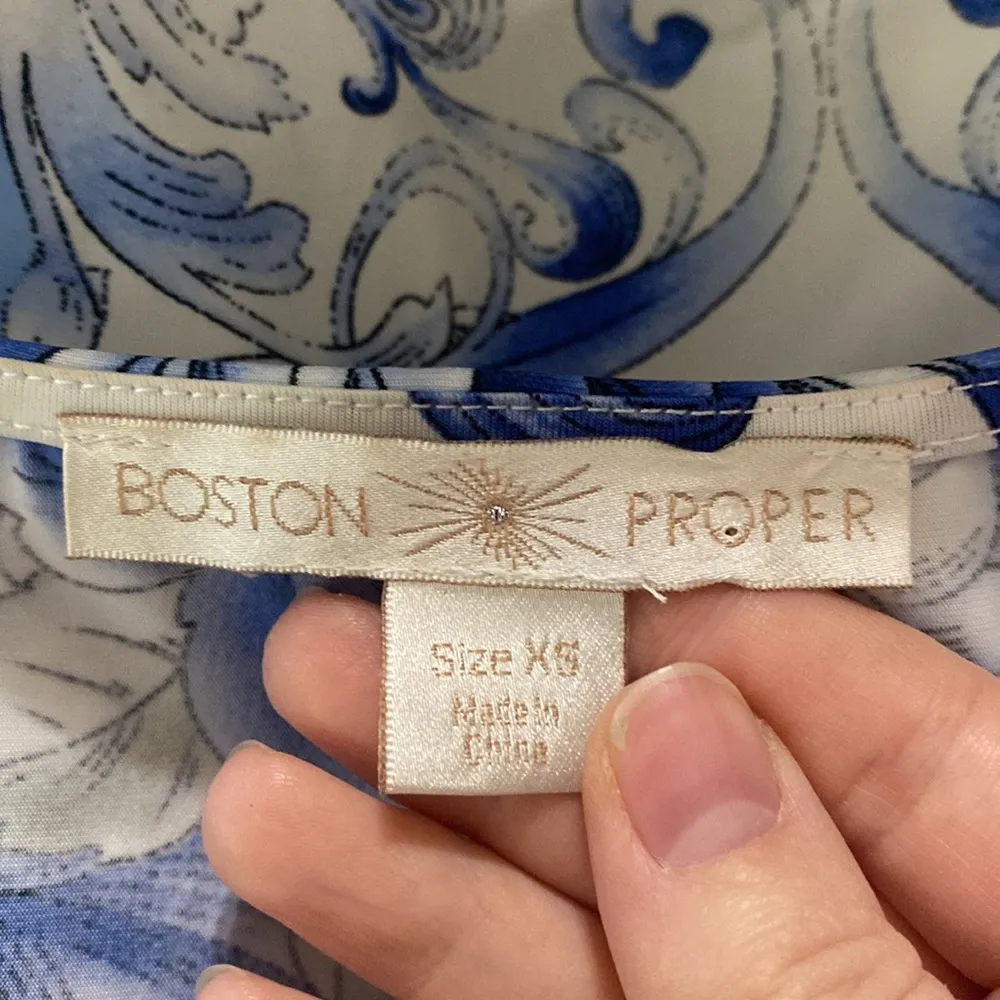 BOSTON PROPER
Size XS
Made in
China